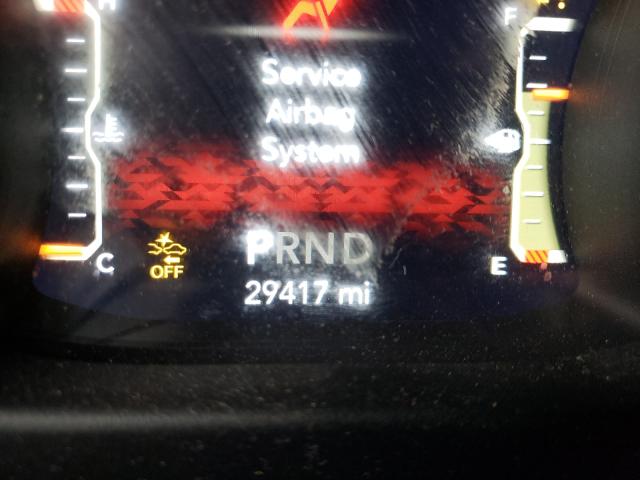 H
F
Service
Airbag
System
C
OFF
PRND
E
29417 mi